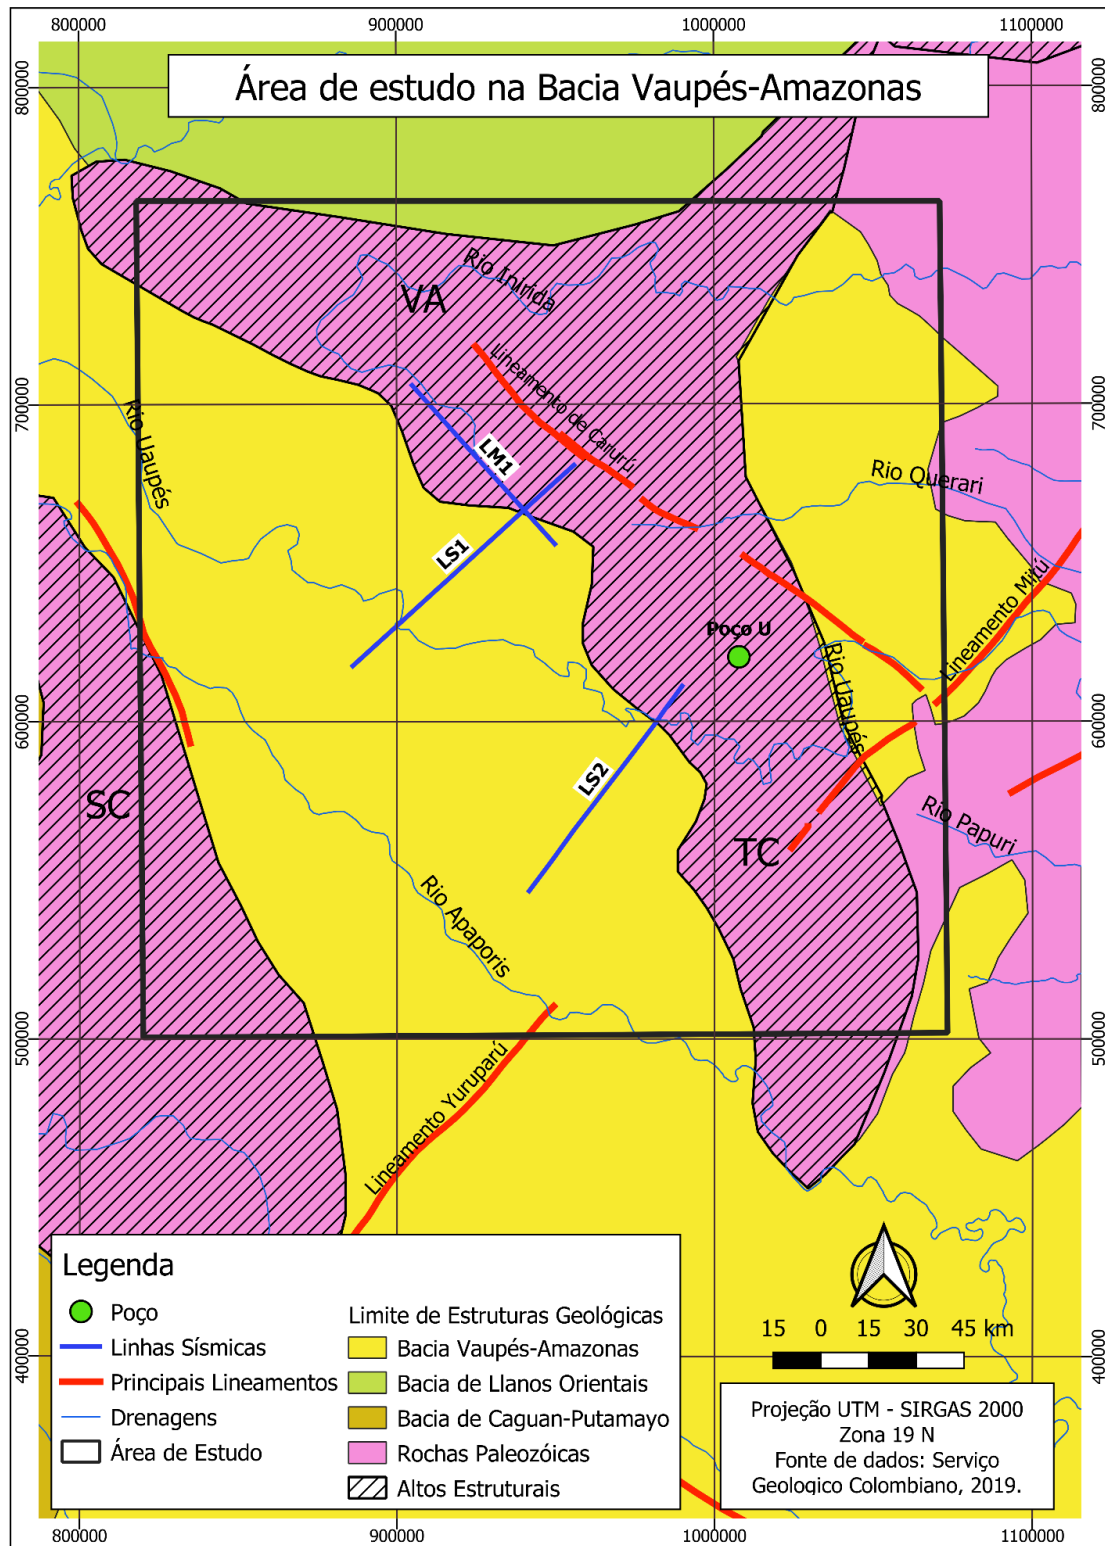 800000 900000 1000000 1100000
Área de estudo na Bacia Vaupés-Amazonas
800000 800000
Rio Inírida
VA
Lineamento de Carurú
700000 700000
Rio Uaupés
LM1
Rio Querari
LS1
Lineamento Mitú
Poço U
Rio Uaupés
600000 600000
LS2
SC
Rio Papuri
TC
Rio Apaporis
500000 500000
Lineamento Yuruparú
Legenda
Poço
Linhas Sísmicas
Principais Lineamentos
Drenagens
Área de Estudo
Limite de Estruturas Geológicas
Bacia Vaupés-Amazonas
Bacia de Llanos Orientais
Bacia de Caguan-Putamayo
Rochas Paleozóicas
Altos Estruturais
15 0 15 30 45 km
400000 400000
Projeção UTM - SIRGAS 2000
Zona 19 N
Fonte de dados: Serviço
Geologico Colombiano, 2019.
800000 900000 1000000 1100000